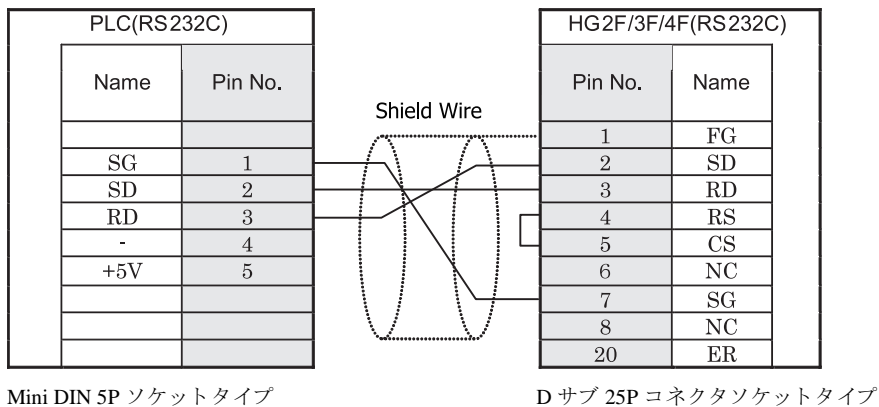 PLC(RS232C)
HG2F/3F/4F(RS232C)
Name Pin No.
Pin No. Name
Shield Wire
1 FG
SG 1
2 SD
SD 2
3 RD
RD 3
4 RS
- 4
5 CS
+5V 5
6 NC
7 SG
8 NC
20 ER
Mini DIN 5P ソケットタイプ
D サブ 25P コネクタソケットタイプ